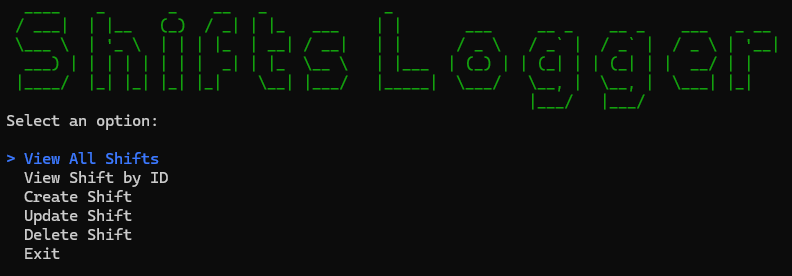 Shifts Logger
Select an option:
> View All Shifts
View Shift by ID
Create Shift
Update Shift
Delete Shift
Exit